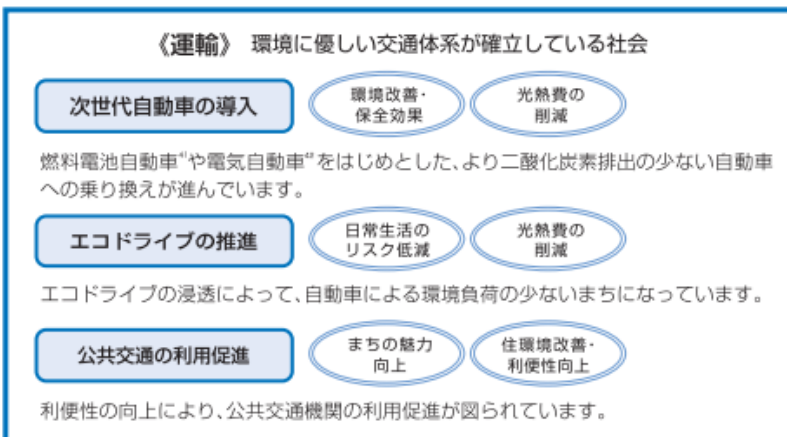 《運輸》 環境に優しい交通体系が確立している社会
次世代自動車の導入
環境改善・
保全効果
光熱費の
削減
燃料電池自動車や電気自動車をはじめとした、より二酸化炭素排出の少ない自動車
への乗り換えが進んでいます。
エコドライブの推進
日常生活の
リスク低減
光熱費の
削減
エコドライブの浸透によって、自動車による環境負荷の少ないまちになっています。
公共交通の利用促進
まちの魅力
向上
住環境改善・
利便性向上
利便性の向上により、公共交通機関の利用促進が図られています。